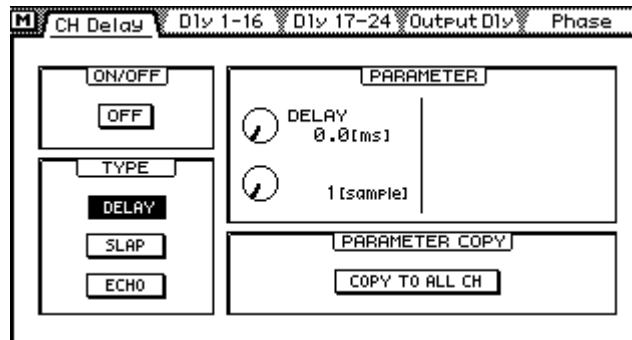 M CH Delay Dly 1-16 Dly 17-24 Output Dly Phase
ON/OFF
OFF
TYPE
DELAY
SLAP
ECHO
PARAMETER
DELAY
0.0[ms]
1[sample]
PARAMETER COPY
COPY TO ALL CH